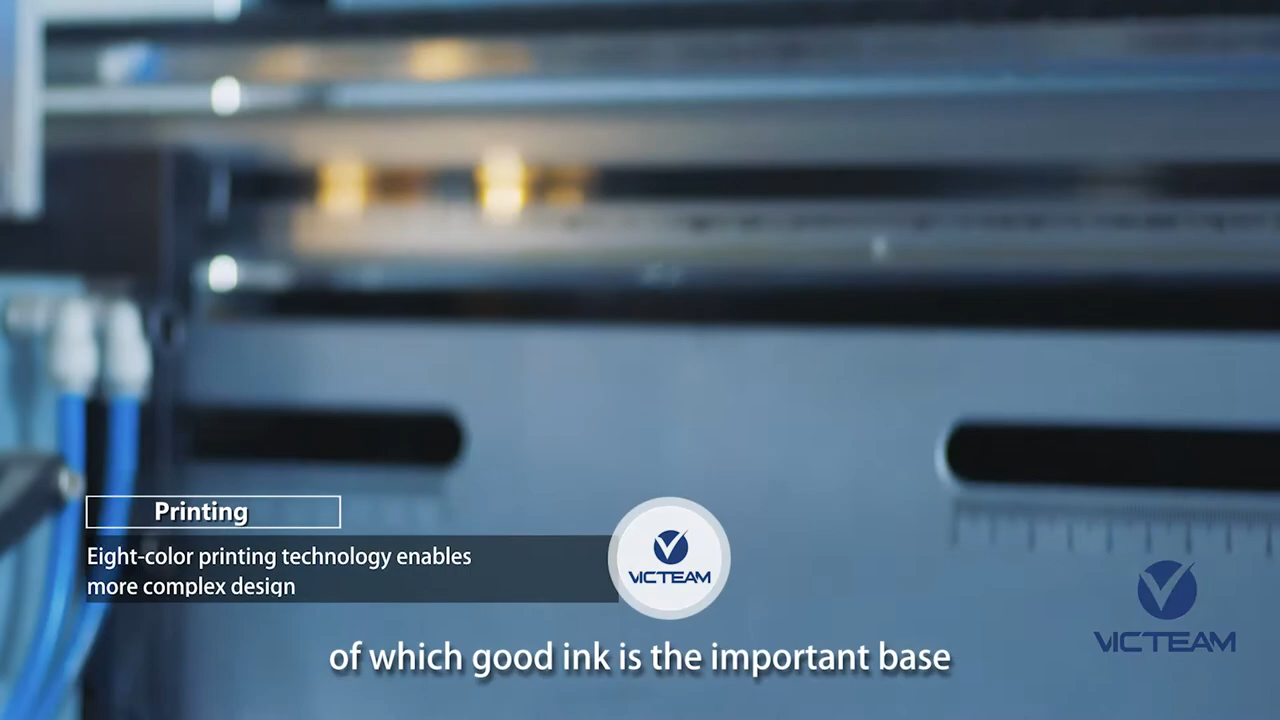 Printing
Eight-color printing technology enables
more complex design
VICTEAM
VICTEAM
of which good ink is the important base